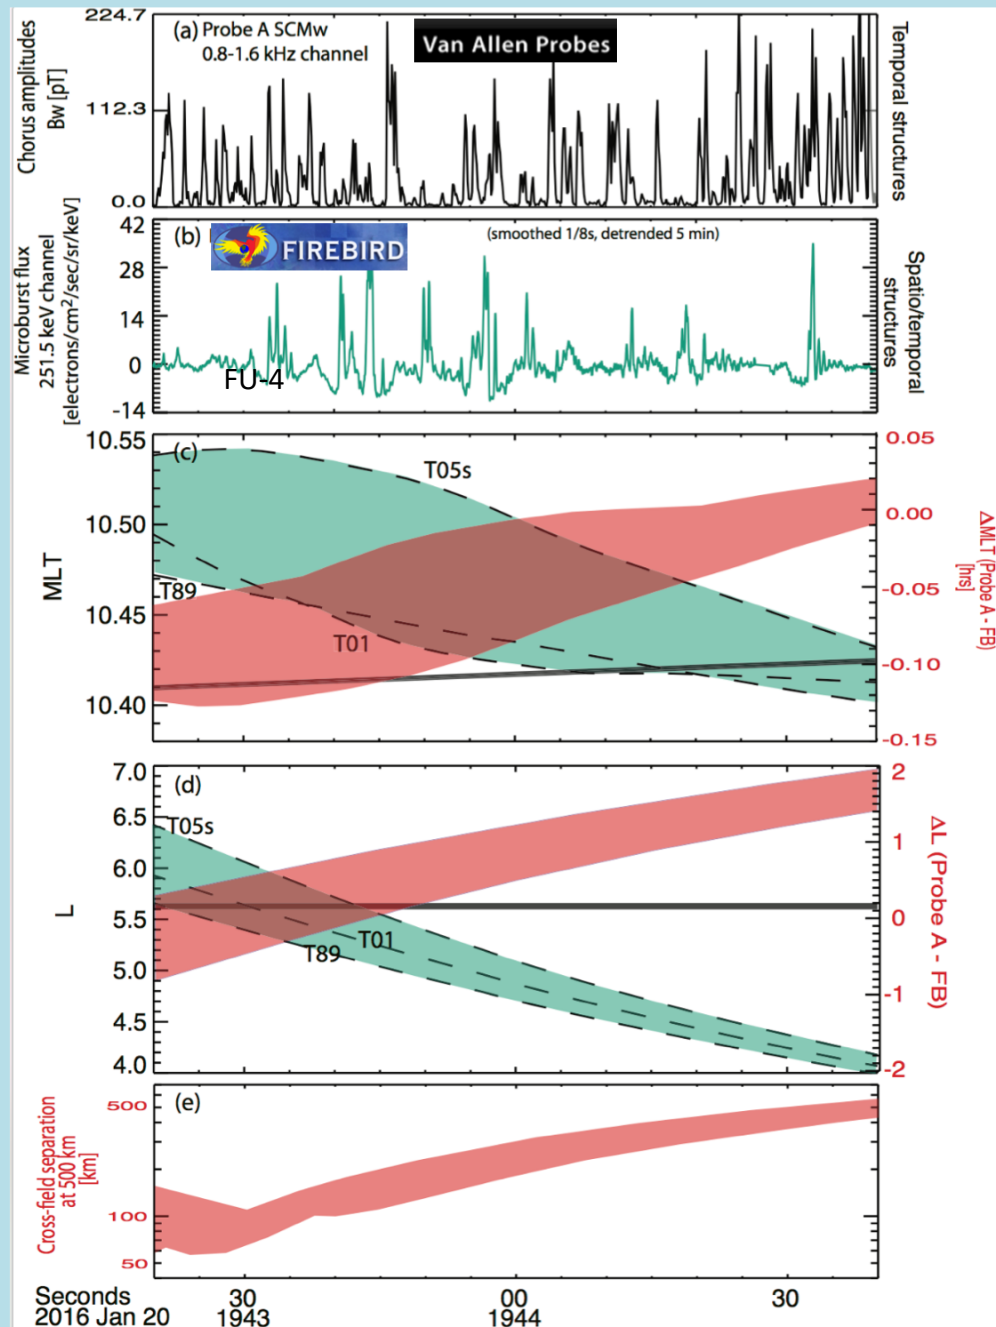 224.7
112.3
0.0
Chorus amplitudes
Bw [pT]
(a) Probe A SCMw
0.8-1.6 kHz channel
Van Allen Probes
Temporal structures
42
28
14
0
-14
Microburst flux
251.5 keV channel
[electrons/cm2/sec/sr/keV]
(b)
FIREBIRD
(smoothed 1/8s, detrended 5 min)
FU-4
Spatio/temporal
structures
10.55
10.50
10.45
10.40
MLT
(c)
T05s
T89
T01
0.05
0.00
-0.05
-0.10
-0.15
ΔMLT (Probe A - FB)
[hrs]
7.0
6.5
6.0
5.5
5.0
4.5
4.0
L
(d)
T05s
T01
T89
2
1
0
-1
-2
ΔL (Probe A - FB)
500
100
50
Cross-field separation
at 500 km
[km]
(e)
Seconds 30 00 30
2016 Jan 20 1943 1944